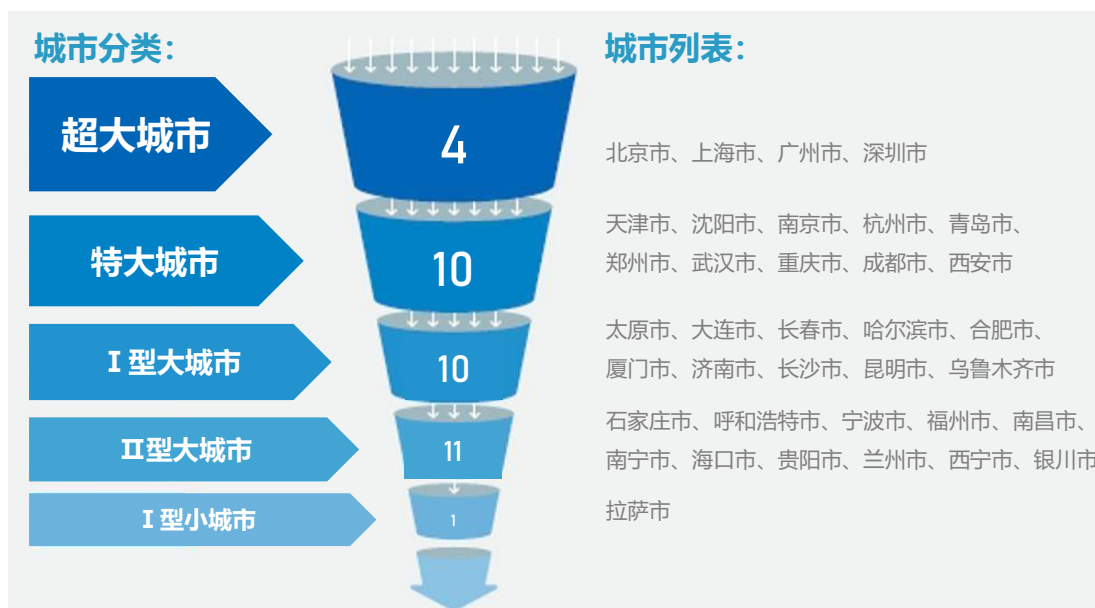 城市分类：
城市列表：
超大城市
4
北京市、上海市、广州市、深圳市
特大城市
10
天津市、沈阳市、南京市、杭州市、青岛市、
郑州市、武汉市、重庆市、成都市、西安市
I 型大城市
10
太原市、大连市、长春市、哈尔滨市、合肥市、
厦门市、济南市、长沙市、昆明市、乌鲁木齐市
II型大城市
11
石家庄市、呼和浩特市、宁波市、福州市、南昌市、
南宁市、海口市、贵阳市、兰州市、西宁市、银川市
I 型小城市
1
拉萨市